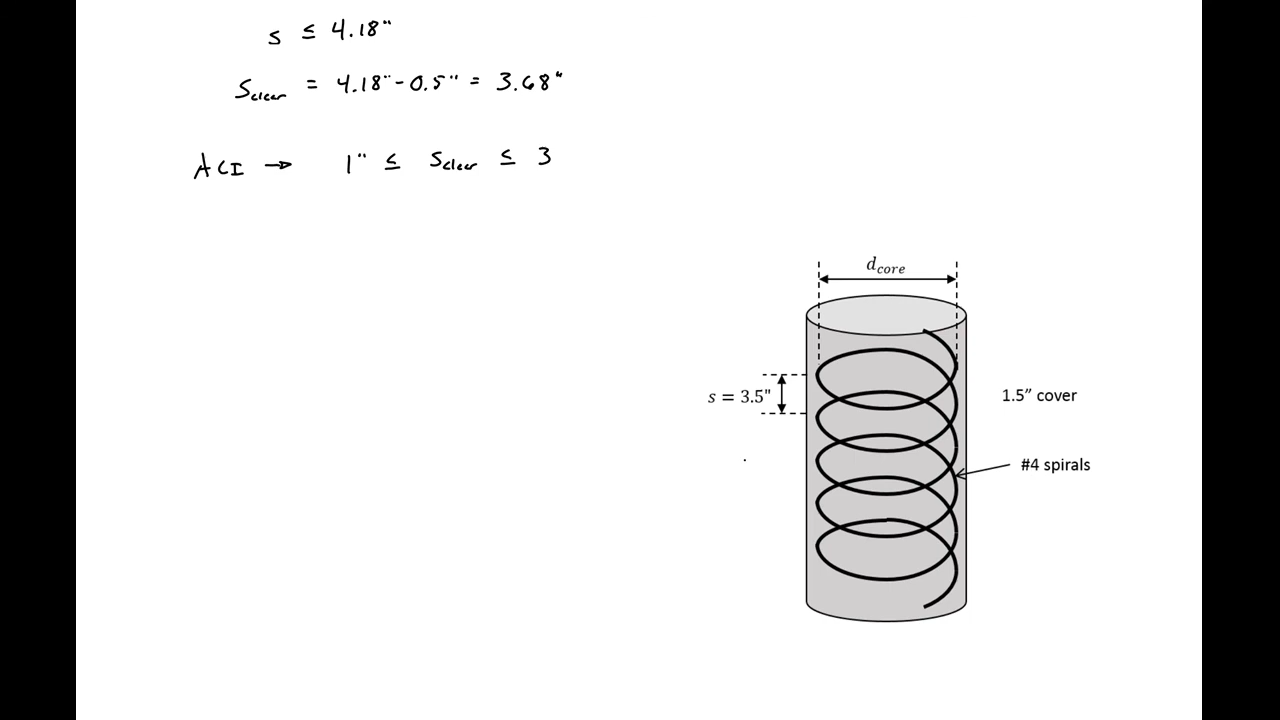 s ≤ 4.18"
Sclear = 4.18" - 0.5" = 3.68"
ACI → 1" ≤ Sclear ≤ 3
dcore
s = 3.5"
1.5” cover
#4 spirals